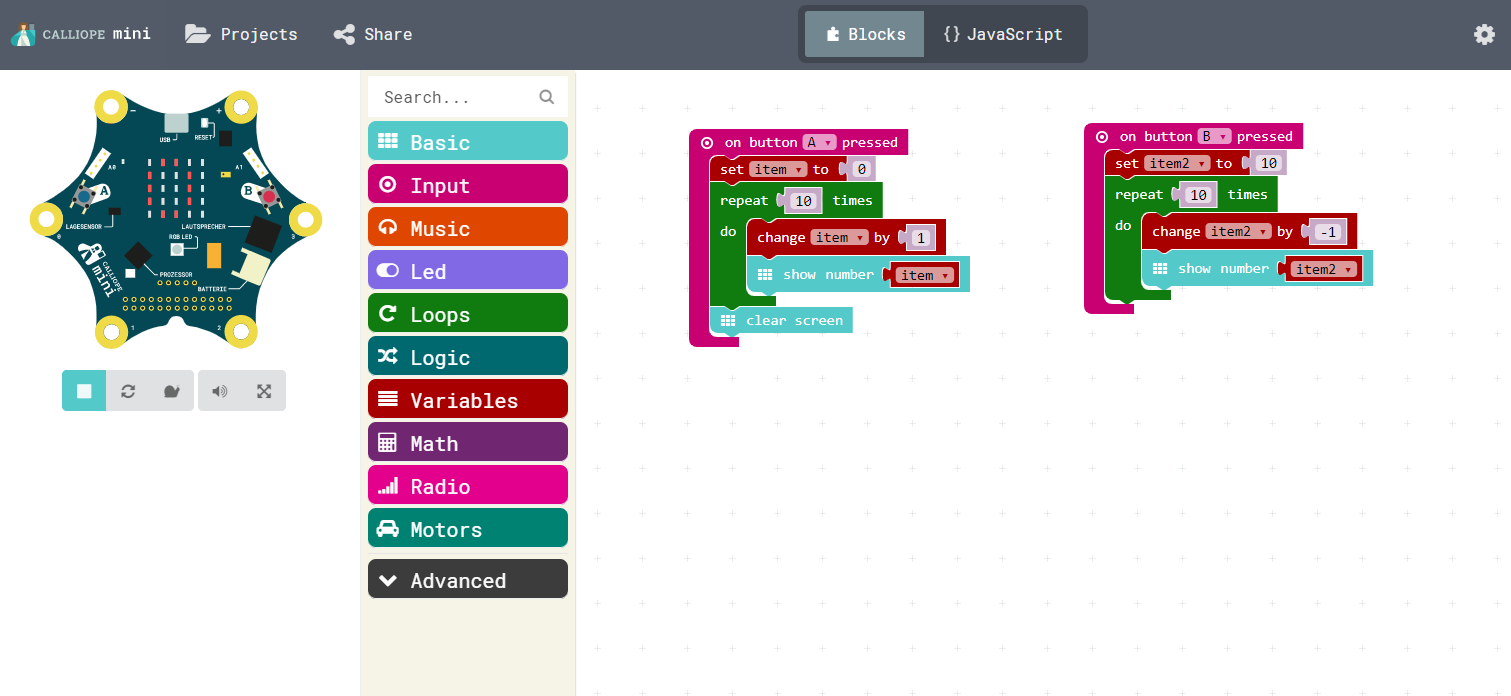 CALLIOPE mini
Projects
Share
Blocks
{} JavaScript
− +
USB
RESET
A0 A1
A B
LAGESENSOR
LAUTSPRECHER
0 3
RGB LED
CALLIOPE
mini
PROZESSOR
BATTERIE
1 2
Search...
Basic
Input
Music
Led
Loops
Logic
Variables
Math
Radio
Motors
Advanced
on button A pressed
set item to 0
repeat 10 times
do
change item by 1
show number item
clear screen
on button B pressed
set item2 to 10
repeat 10 times
do
change item2 by -1
show number item2